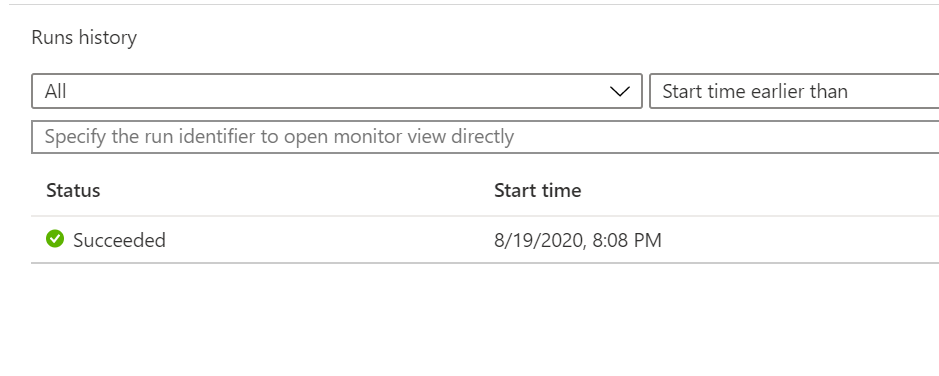 Runs history
All
Start time earlier than
Specify the run identifier to open monitor view directly
Status Start time
Succeeded 8/19/2020, 8:08 PM